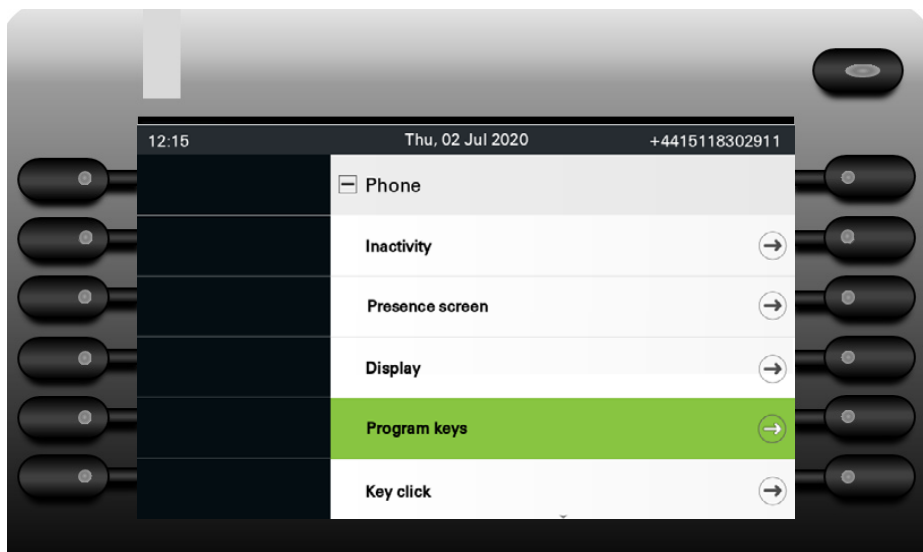 12:15 Thu, 02 Jul 2020 +4415118302911
Phone
Inactivity
Presence screen
Display
Program keys
Key click